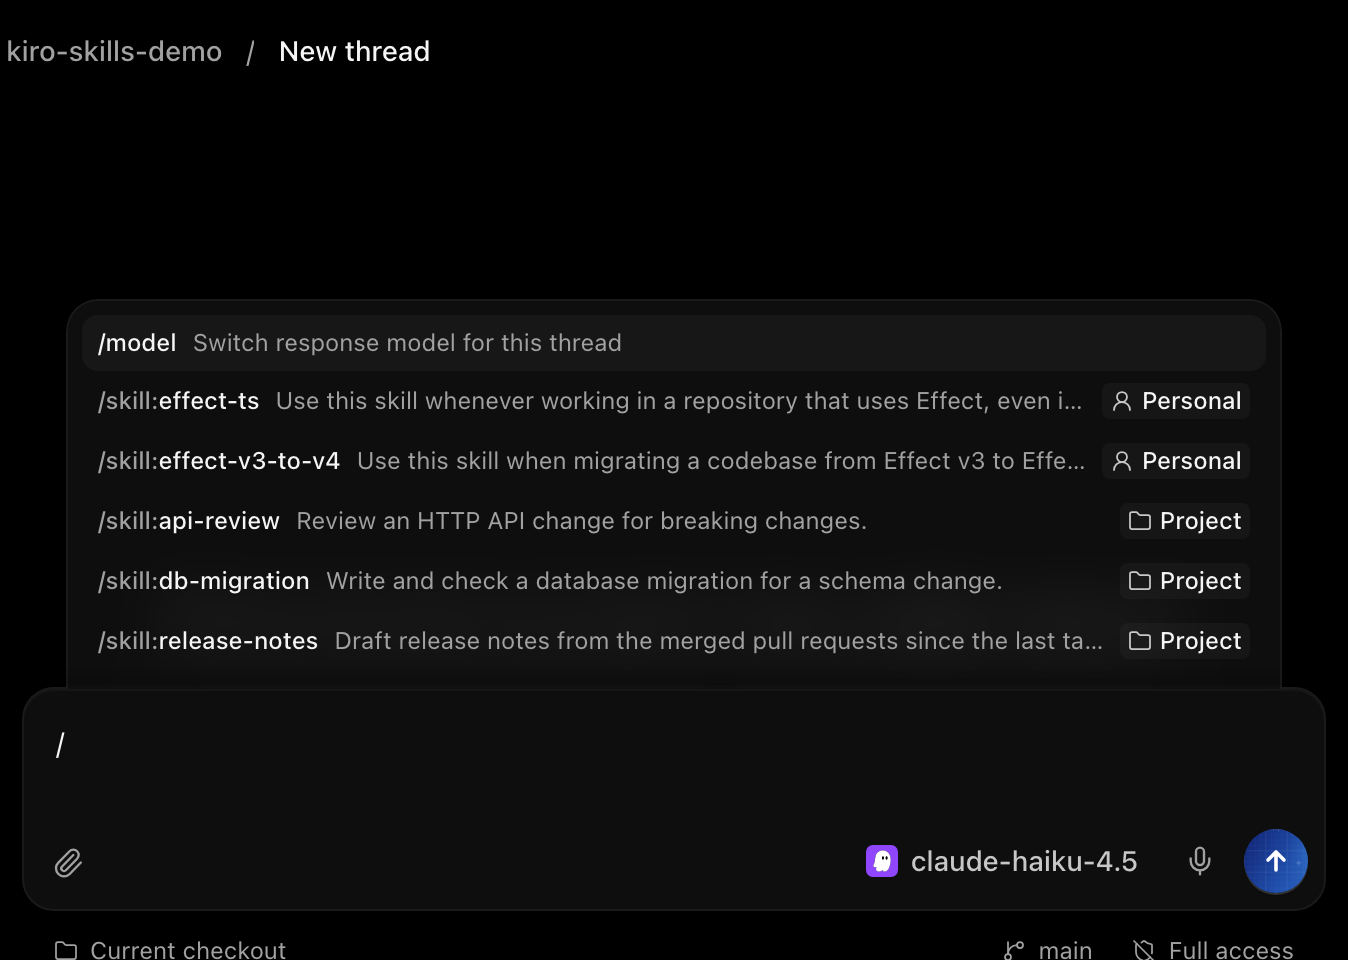 kiro-skills-demo / New thread
/model Switch response model for this thread
/skill:effect-ts Use this skill whenever working in a repository that uses Effect, even i... Personal
/skill:effect-v3-to-v4 Use this skill when migrating a codebase from Effect v3 to Effe... Personal
/skill:api-review Review an HTTP API change for breaking changes. Project
/skill:db-migration Write and check a database migration for a schema change. Project
/skill:release-notes Draft release notes from the merged pull requests since the last ta... Project
/
claude-haiku-4.5
Current checkout main Full access